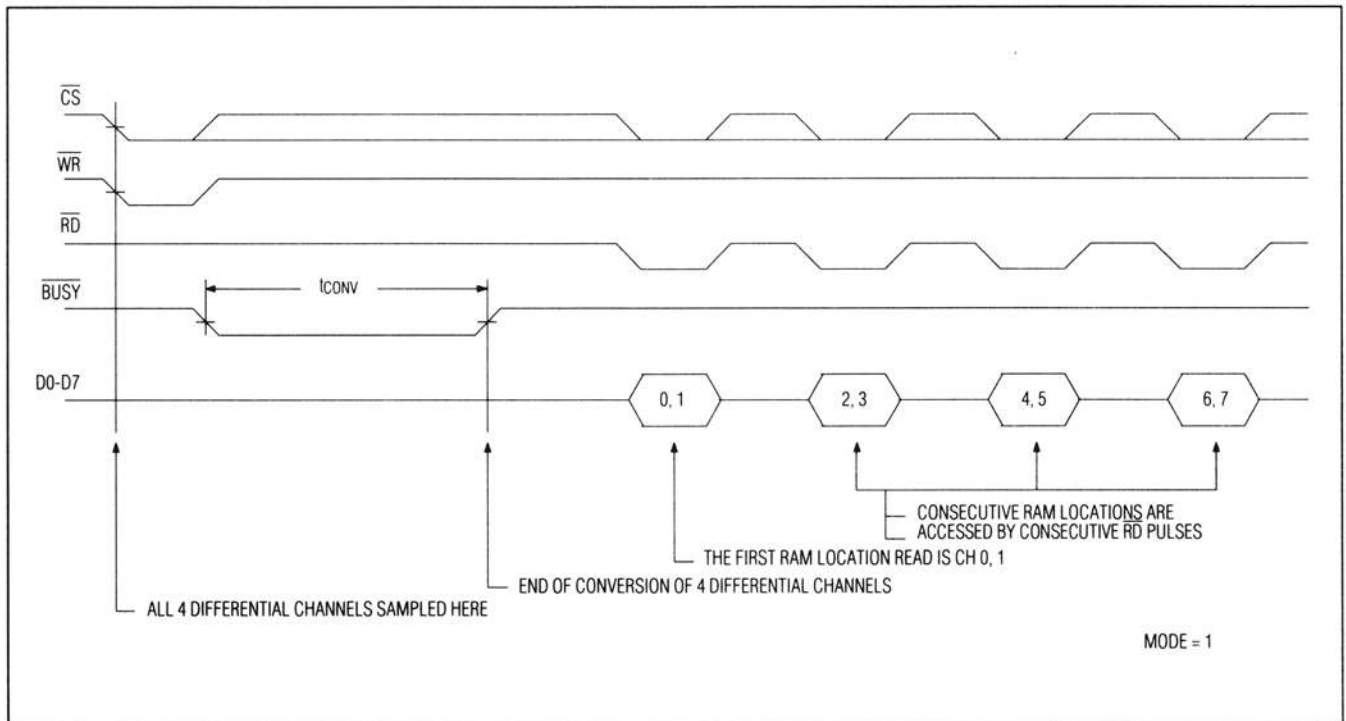 CS
WR
RD
BUSY
tCONV
D0-D7
0, 1
2, 3
4, 5
6, 7
CONSECUTIVE RAM LOCATIONS ARE
ACCESSED BY CONSECUTIVE RD PULSES
THE FIRST RAM LOCATION READ IS CH 0, 1
END OF CONVERSION OF 4 DIFFERENTIAL CHANNELS
ALL 4 DIFFERENTIAL CHANNELS SAMPLED HERE
MODE = 1